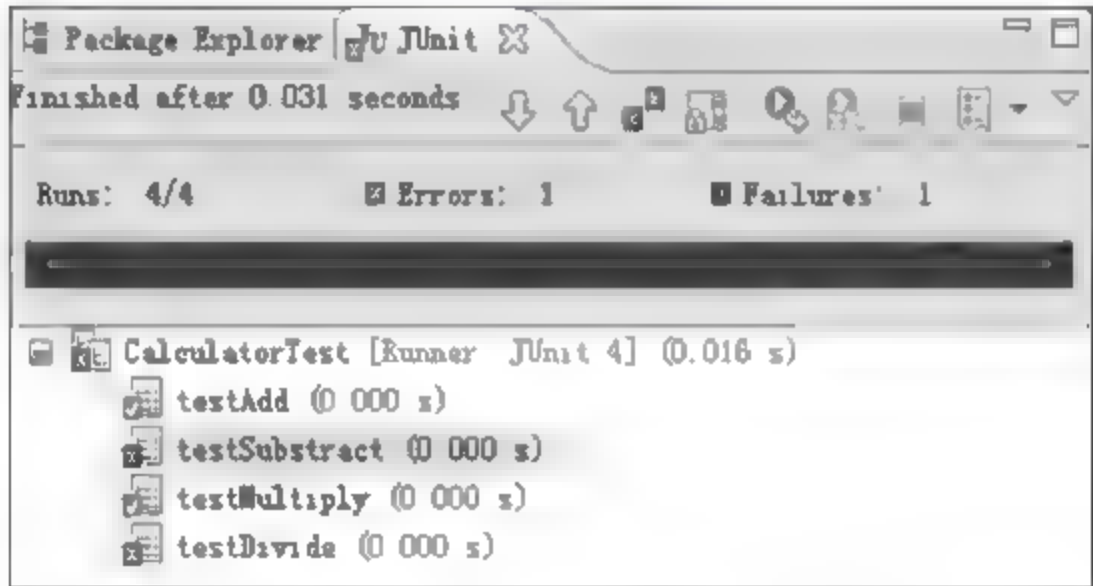 Package Explorer JU JUnit
Finished after 0.031 seconds
Runs: 4/4 Errors: 1 Failures: 1
CalculatorTest [Runner JUnit 4] (0.016 s)
testAdd (0 000 s)
testSubstract (0 000 s)
testMultiply (0 000 s)
testDivide (0 000 s)